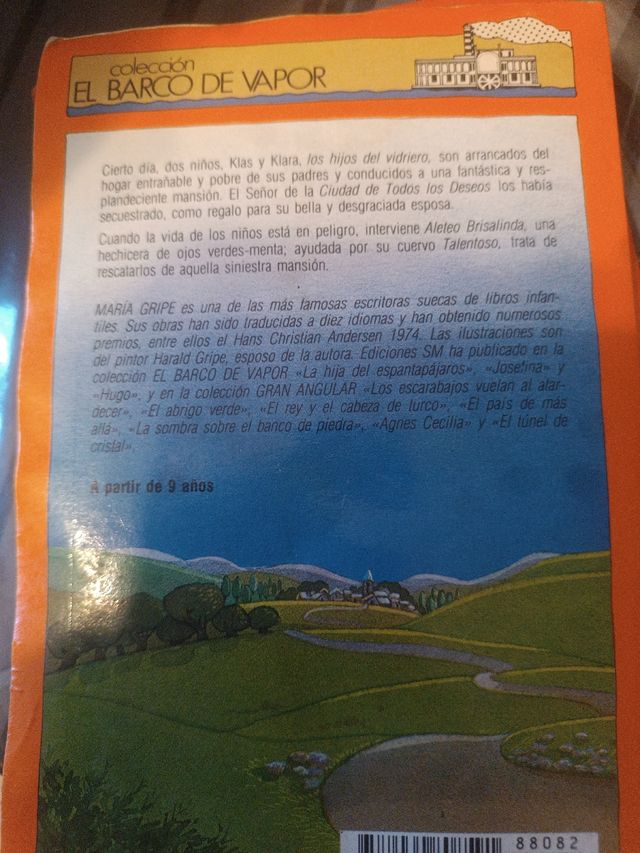 colección
EL BARCO DE VAPOR
Cierto día, dos niños, Klas y Klara, los hijos del vidriero, son arrancados del
hogar entrañable y pobre de sus padres y conducidos a una fantástica y res-
plandeciente mansión. El Señor de la Ciudad de Todos los Deseos los había
secuestrado, como regalo para su bella y desgraciada esposa.
Cuando la vida de los niños está en peligro, interviene Aleteo Brisalinda, una
hechicera de ojos verdes-menta; ayudada por su cuervo Talentoso, trata de
rescatarlos de aquella siniestra mansión.
MARÍA GRIPE es una de las más famosas escritoras suecas de libros infan-
tiles. Sus obras han sido traducidas a diez idiomas y han obtenido numerosos
premios, entre ellos el Hans Christian Andersen 1974. Las ilustraciones son
del pintor Harald Gripe, esposo de la autora. Ediciones SM ha publicado en la
colección EL BARCO DE VAPOR «La hija del espantapájaros», «Josefina» y
«Hugo», y en la colección GRAN ANGULAR «Los escarabajos vuelan al atar-
decer», «El abrigo verde», «El rey y el cabeza de turco», «El país de más
allá», «La sombra sobre el banco de piedra», «Agnes Cecilia» y «El túnel de
cristal».
A partir de 9 años
88082